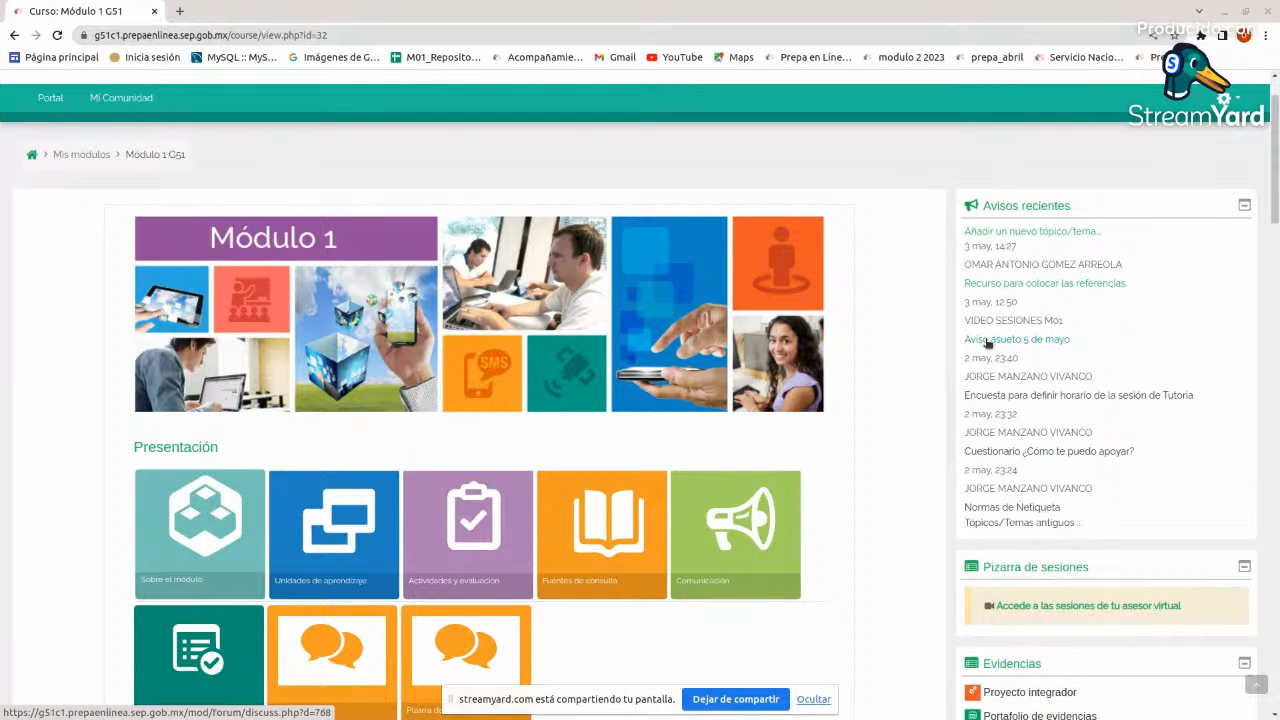 Curso: Módulo 1 G51
Producido con
g51c1.prepaenlinea.sep.gob.mx/course/view.php?id=32
Página principal
Inicia sesión
MySQL :: MyS...
Imágenes de G...
M01_Reposito...
Acompañamie...
Gmail
YouTube
Maps
Prepa en Líne...
modulo 2 2023
prepa_abril
Servicio Nacio...
StreamYard
Portal
Mi Comunidad
Mis módulos > Módulo 1 G51
Módulo 1
SMS
Presentación
Sobre el módulo
Unidades de aprendizaje
Actividades y evaluación
Fuentes de consulta
Comunicación
Avisos recientes
Añadir un nuevo tópico/tema...
3 may, 14:27
OMAR ANTONIO GOMEZ ARREOLA
Recurso para colocar las referencias.
3 may, 12:50
VIDEO SESIONES M01
Aviso asueto 5 de mayo
2 may, 23:40
JORGE MANZANO VIVANCO
Encuesta para definir horario de la sesión de Tutoría
2 may, 23:32
JORGE MANZANO VIVANCO
Cuestionario ¿Cómo te puedo apoyar?
2 may, 23:24
JORGE MANZANO VIVANCO
Normas de Netiqueta
Tópicos/Temas antiguos ...
Pizarra de sesiones
Accede a las sesiones de tu asesor virtual
Evidencias
Proyecto integrador
Portafolio de evidencias
streamyard.com está compartiendo tu pantalla.
Dejar de compartir
Ocultar
https://g51c1.prepaenlinea.sep.gob.mx/mod/forum/discuss.php?d=768